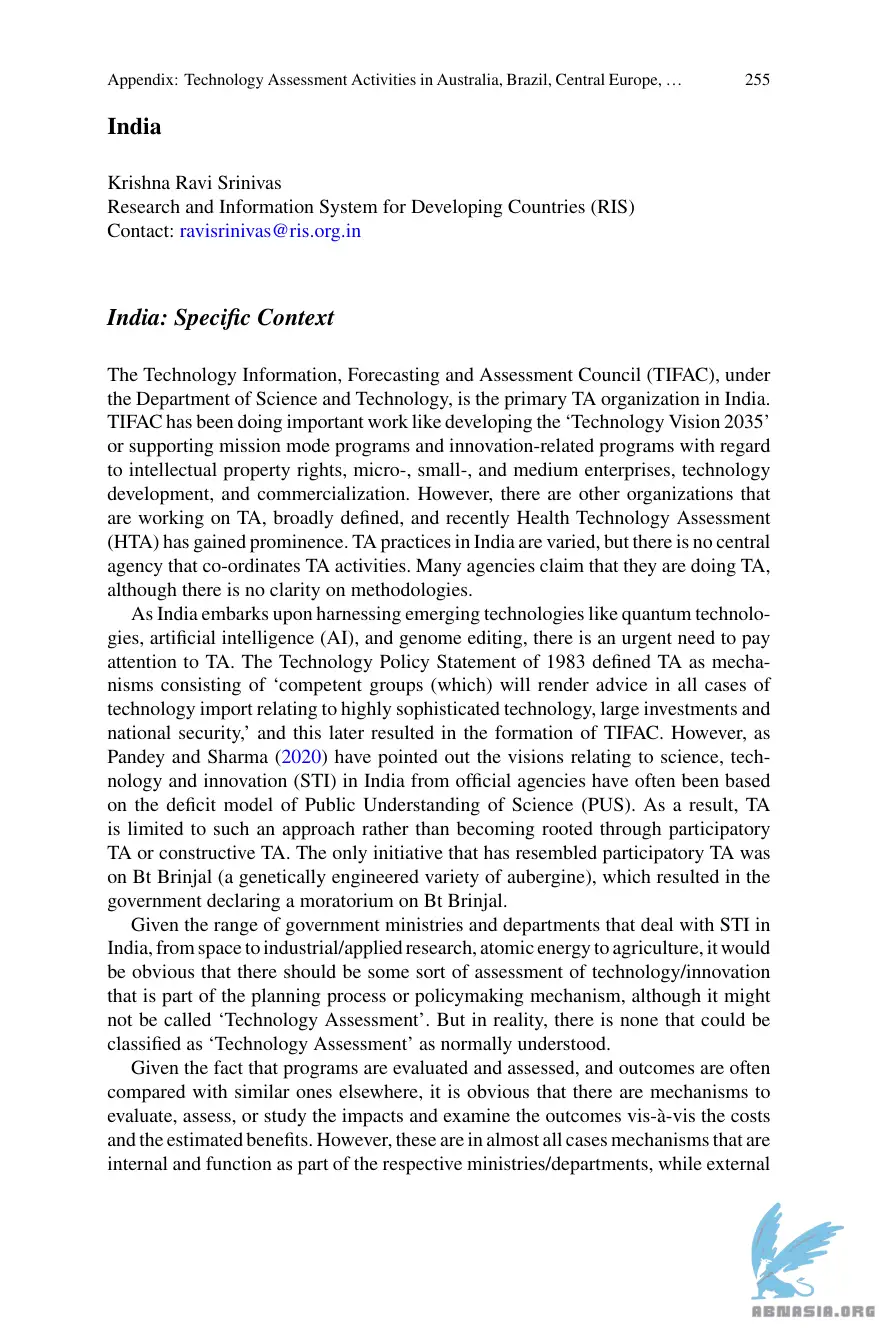 Appendix: Technology Assessment Activities in Australia, Brazil, Central Europe, … 255
India
Krishna Ravi Srinivas
Research and Information System for Developing Countries (RIS)
Contact: ravisrinivas@ris.org.in
India: Specific Context
The Technology Information, Forecasting and Assessment Council (TIFAC), under
the Department of Science and Technology, is the primary TA organization in India.
TIFAC has been doing important work like developing the ‘Technology Vision 2035’
or supporting mission mode programs and innovation-related programs with regard
to intellectual property rights, micro-, small-, and medium enterprises, technology
development, and commercialization. However, there are other organizations that
are working on TA, broadly defined, and recently Health Technology Assessment
(HTA) has gained prominence. TA practices in India are varied, but there is no central
agency that co-ordinates TA activities. Many agencies claim that they are doing TA,
although there is no clarity on methodologies.
As India embarks upon harnessing emerging technologies like quantum technolo-
gies, artificial intelligence (AI), and genome editing, there is an urgent need to pay
attention to TA. The Technology Policy Statement of 1983 defined TA as mecha-
nisms consisting of ‘competent groups (which) will render advice in all cases of
technology import relating to highly sophisticated technology, large investments and
national security,’ and this later resulted in the formation of TIFAC. However, as
Pandey and Sharma (2020) have pointed out the visions relating to science, tech-
nology and innovation (STI) in India from official agencies have often been based
on the deficit model of Public Understanding of Science (PUS). As a result, TA
is limited to such an approach rather than becoming rooted through participatory
TA or constructive TA. The only initiative that has resembled participatory TA was
on Bt Brinjal (a genetically engineered variety of aubergine), which resulted in the
government declaring a moratorium on Bt Brinjal.
Given the range of government ministries and departments that deal with STI in
India, from space to industrial/applied research, atomic energy to agriculture, it would
be obvious that there should be some sort of assessment of technology/innovation
that is part of the planning process or policymaking mechanism, although it might
not be called ‘Technology Assessment’. But in reality, there is none that could be
classified as ‘Technology Assessment’ as normally understood.
Given the fact that programs are evaluated and assessed, and outcomes are often
compared with similar ones elsewhere, it is obvious that there are mechanisms to
evaluate, assess, or study the impacts and examine the outcomes vis-à-vis the costs
and the estimated benefits. However, these are in almost all cases mechanisms that are
internal and function as part of the respective ministries/departments, while external
ABNASIA.ORG